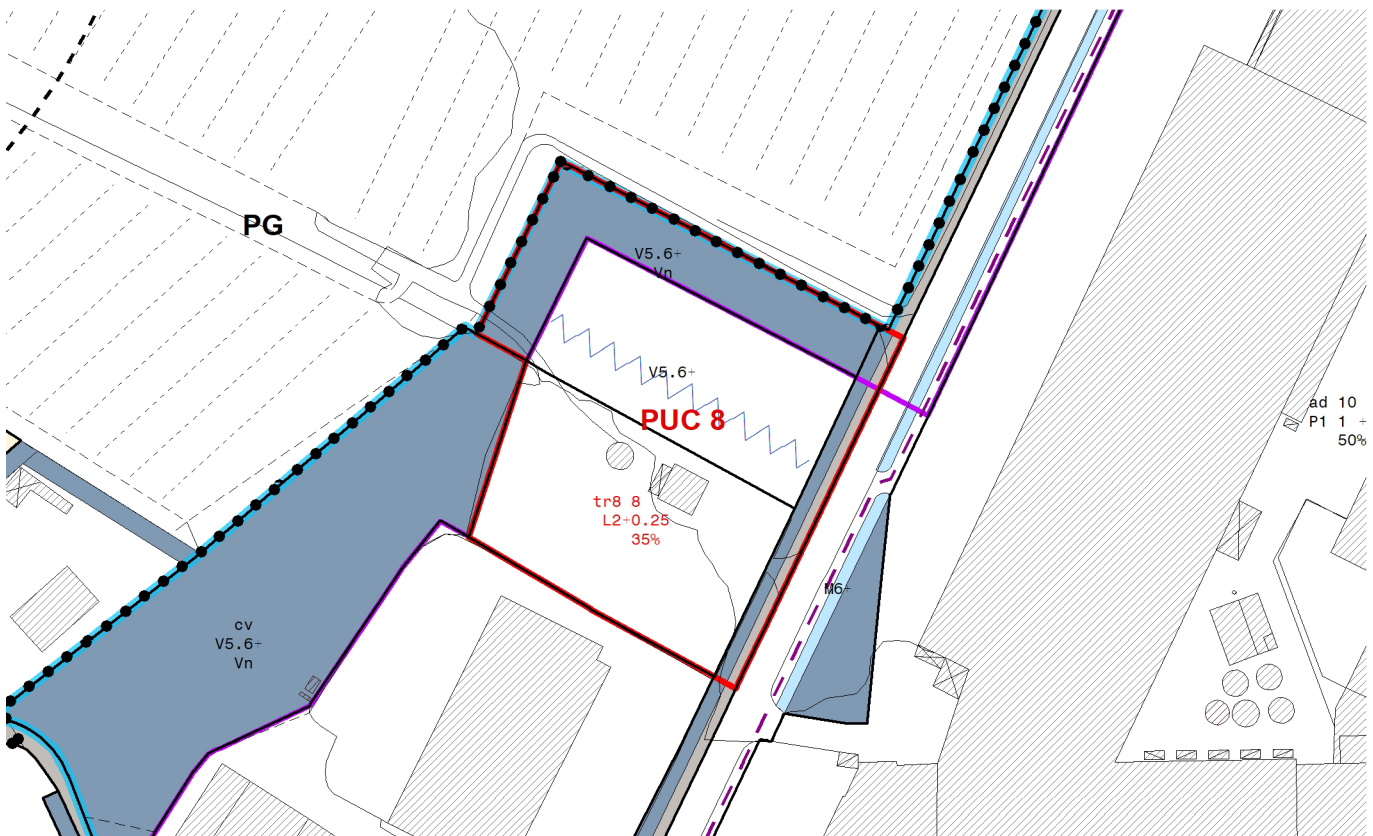 PG
V5.6+
Vn
V5.6+
PUC 8
ad 10
P1 1 +
50%
tr8 8
L2+0.25
35%
M6+
cv
V5.6+
Vn